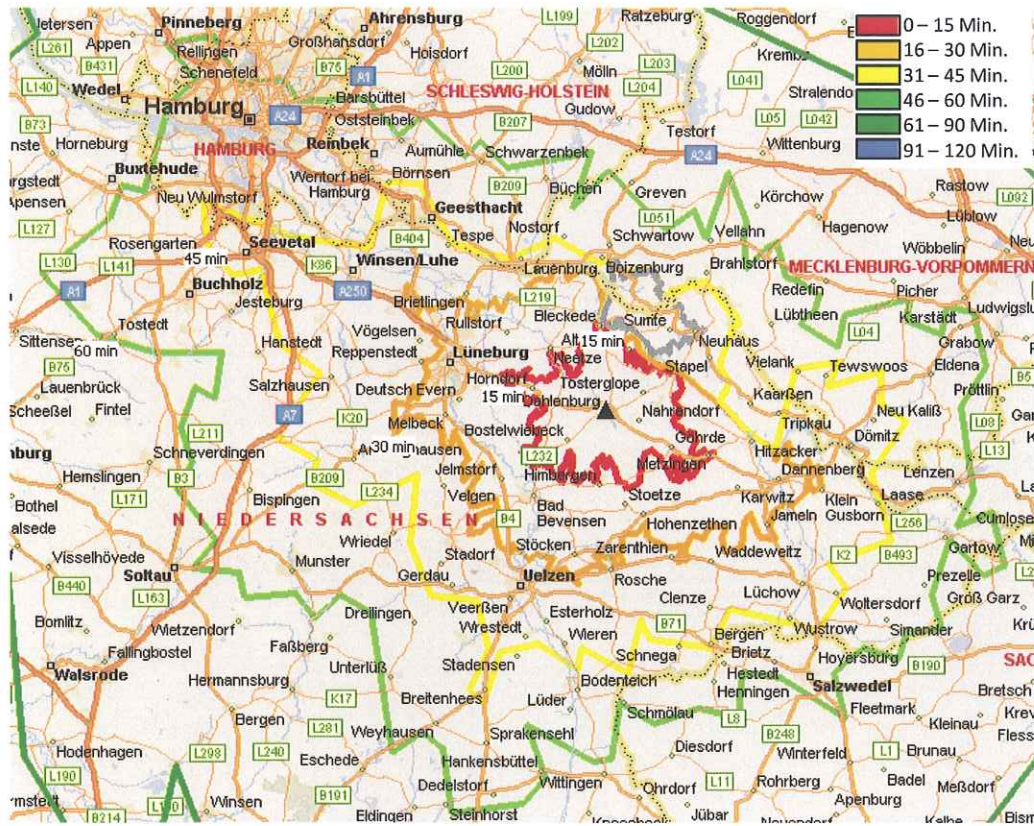 Jetersen
Pinneberg
Ahrensburg
L199
Ratzeburg
Roggendorf
0 – 15 Min.
16 – 30 Min.
31 – 45 Min.
46 – 60 Min.
61 – 90 Min.
91 – 120 Min.
L261
Appen
Rellingen
Großhansdorf
Hoisdorf
L202
Krembs
B431
Schenefeld
B75
A1
L200
Mölln
L203
L041
L140
Wedel
Barsbüttel
SCHLESWIG-HOLSTEIN
L204
Stralendo
Hamburg
A24
Oststeinbek
Gudow
B73
HAMBURG
Reinbek
Aumühle
B207
Schwarzenbek
Testorf
L05
L042
Horneburg
Wittenburg
A24
Buxtehude
Wentorf bei
Hamburg
Börnsen
B209
Büchen
Greven
Körchow
Rastow
L092
Apensen
Neu Wulmstorf
Geesthacht
L051
Lüblow
L127
Rosengarten
B404
Tespe
Nostorf
Schwartow
Vellahn
Hagenow
Wöbbelin
L130
L141
45 min
Seevetal
K86
Winsen/Luhe
Lauenburg
Boizenburg
Brahlstorf
MECKLENBURG-VORPOMMERN
A1
Buchholz
A250
Brietlingen
L219
Redefin
Picher
Jesteburg
Bleckede
Sumte
Lübtheen
Karstädt
Ludwigslu
Tostedt
Vögelsen
Rullstorf
L04
Sittensen
60 min
Hanstedt
Reppenstedt
Alt
15 min
Neetze
Neuhaus
Grabow
B75
Lüneburg
Stapel
Vielank
Tewswoos
Eldena
B5
Lauenbrück
Salzhausen
Deutsch Evern
Horndorf
15 min
Tosterglope
Dahlenburg
Kaarßen
Pröttlin
Scheeßel
Fintel
A7
K20
Melbeck
Nahrendorf
Tripkau
Neu Kaliß
L08
L211
Bostelwiebeck
Göhrde
Dömitz
Schneverdingen
30 min
hausen
L232
Hitzacker
L13
Hemslingen
B3
B209
Jelmstorf
Himbergen
Metzingen
Dannenberg
Lenzen
Bothel
L171
L234
Velgen
Stoetze
Karwitz
Klein
Gusborn
Laase
Bispingen
Bad
Bevensen
Jameln
L256
NIEDERSACHSEN
B4
Hohenzethen
Visselhövede
Wriedel
Stöcken
Zarenthien
Waddeweitz
K2
B493
Gartow
Munster
Stadorf
B440
Soltau
Gerdau
Uelzen
Rosche
Prezelle
L163
Clenze
Lüchow
Woltersdorf
Groß Garz
Bomlitz
Wietzendorf
Dreilingen
Veerßen
Esterholz
Wustrow
Simander
Faßberg
Wrestedt
Wieren
B71
Bergen
Fallingbostel
Unterlüß
Stadensen
Schnega
Brietz
Hoyersburg
B190
Walsrode
Hermannsburg
K17
Breitenhees
Bodenteich
Hestedt
Henningen
Salzwedel
Lüder
Bergen
L281
Weyhausen
Schmölau
L8
Fleetmark
Kleinau
Sprakensehl
B248
Hodenhagen
L298
L240
Eschede
Hankensbüttel
Diesdorf
Winterfeld
L1
Brunau
L190
Wittingen
L11
Rohrberg
Badel
Messd
Winsen
B191
Dedelstorf
Ohrdorf
Apenburg
B214
Eldingen
Steinhorst
Jübar